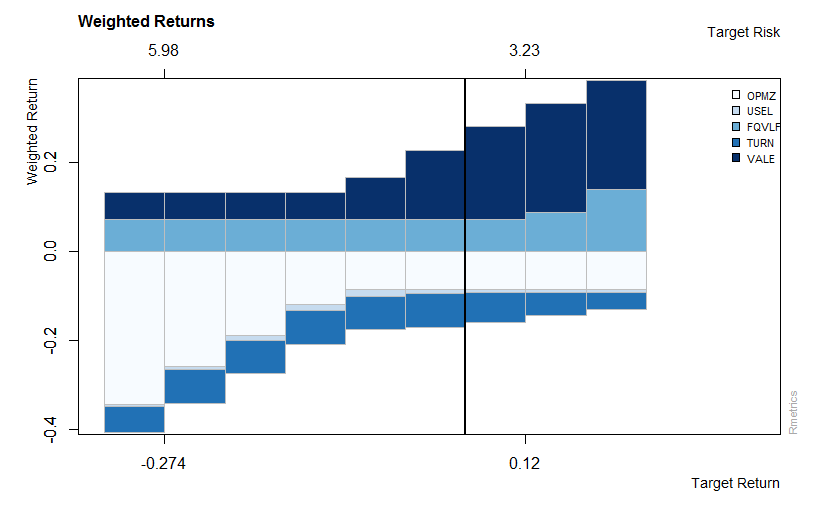 Weighted Returns
Target Risk
5.98
3.23
Weighted Return
0.2
0.0
-0.2
-0.4
OPMZ
USEL
FQVLF
TURN
VALE
Rmetrics
-0.274
0.12
Target Return